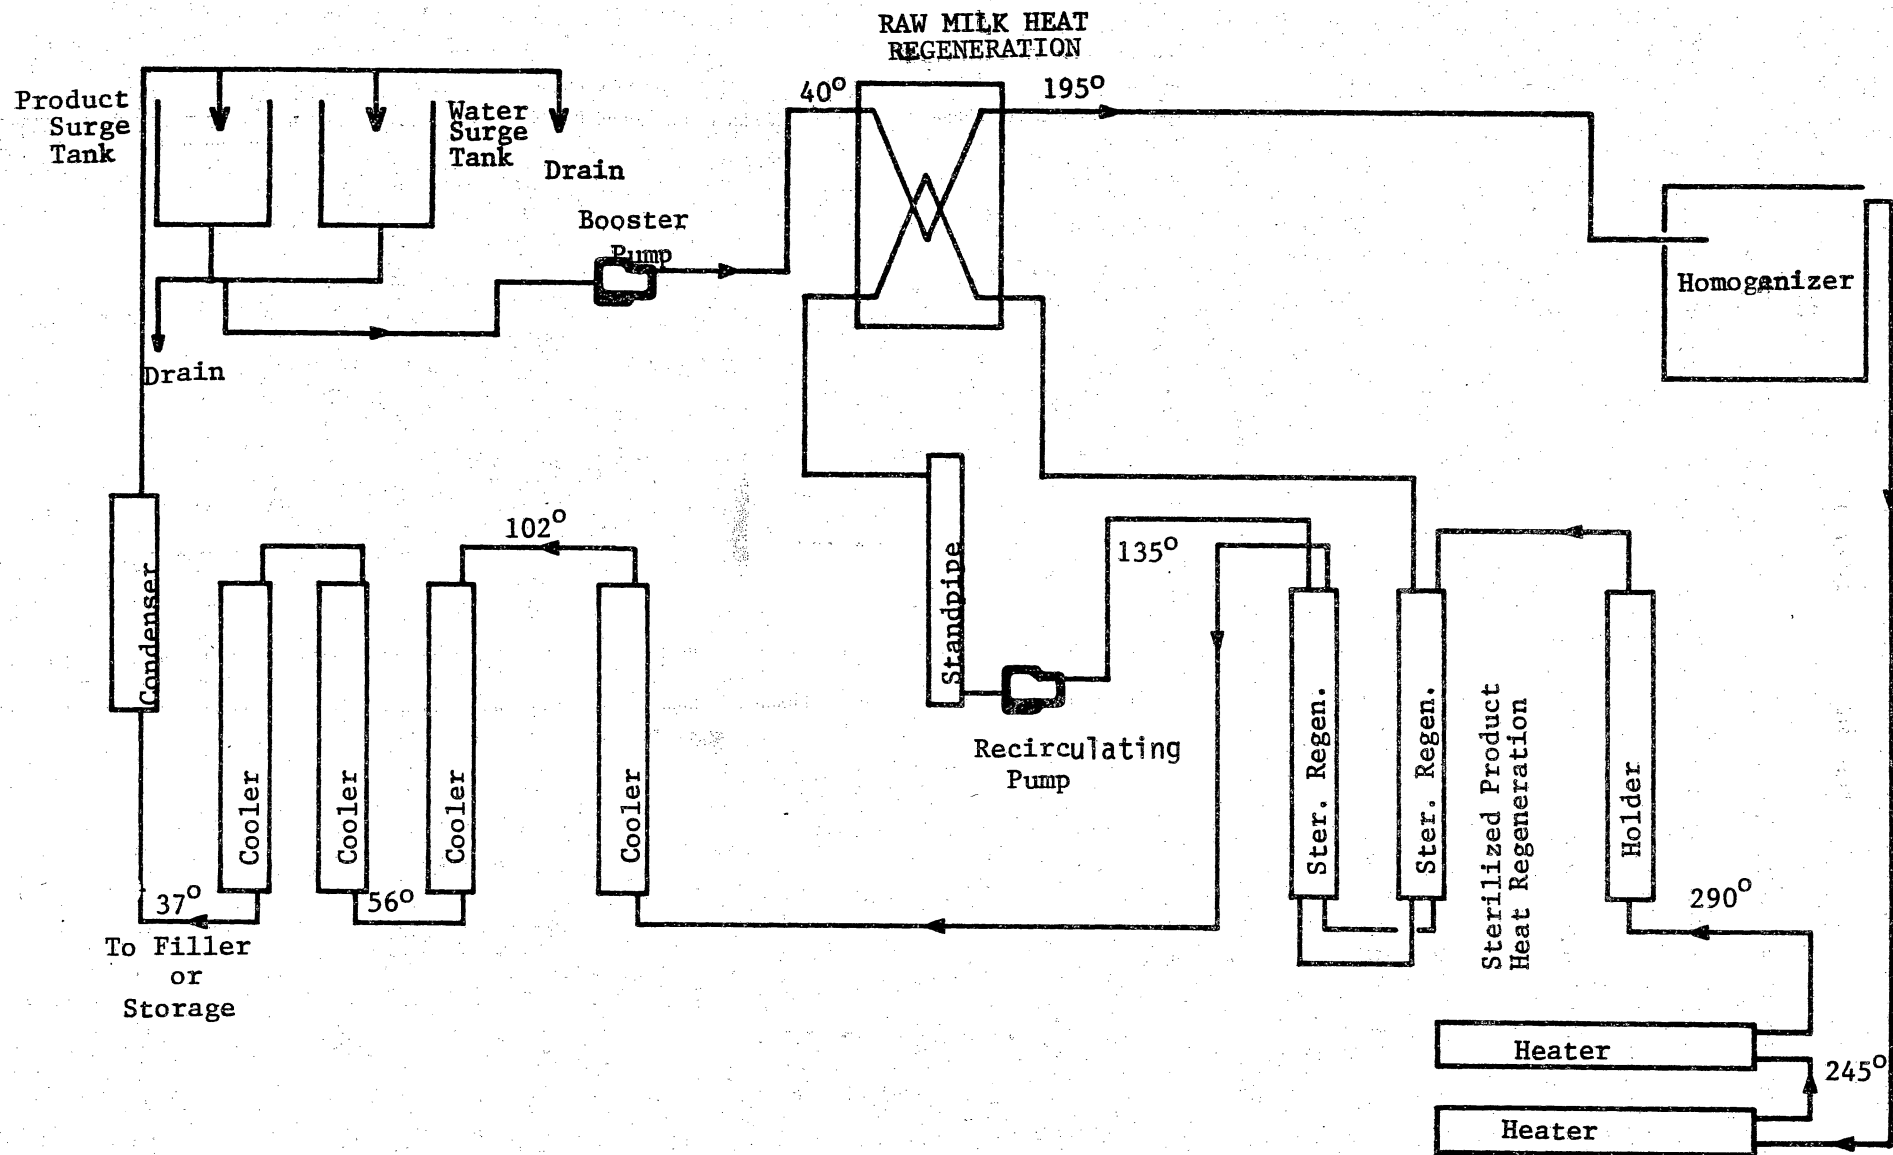 RAW MILK HEAT
REGENERATION
Product
Surge
Tank
Water
Surge
Tank
Drain
40°
195°
Booster
Pump
Homoganizer
Drain
102°
135°
Condenser
Standpipe
Recirculating
Pump
Cooler
Cooler
Cooler
Cooler
Ster. Regen.
Ster. Regen.
Sterilized Product
Heat Regeneration
Holder
37°
56°
290°
To Filler
or
Storage
Heater
245°
Heater